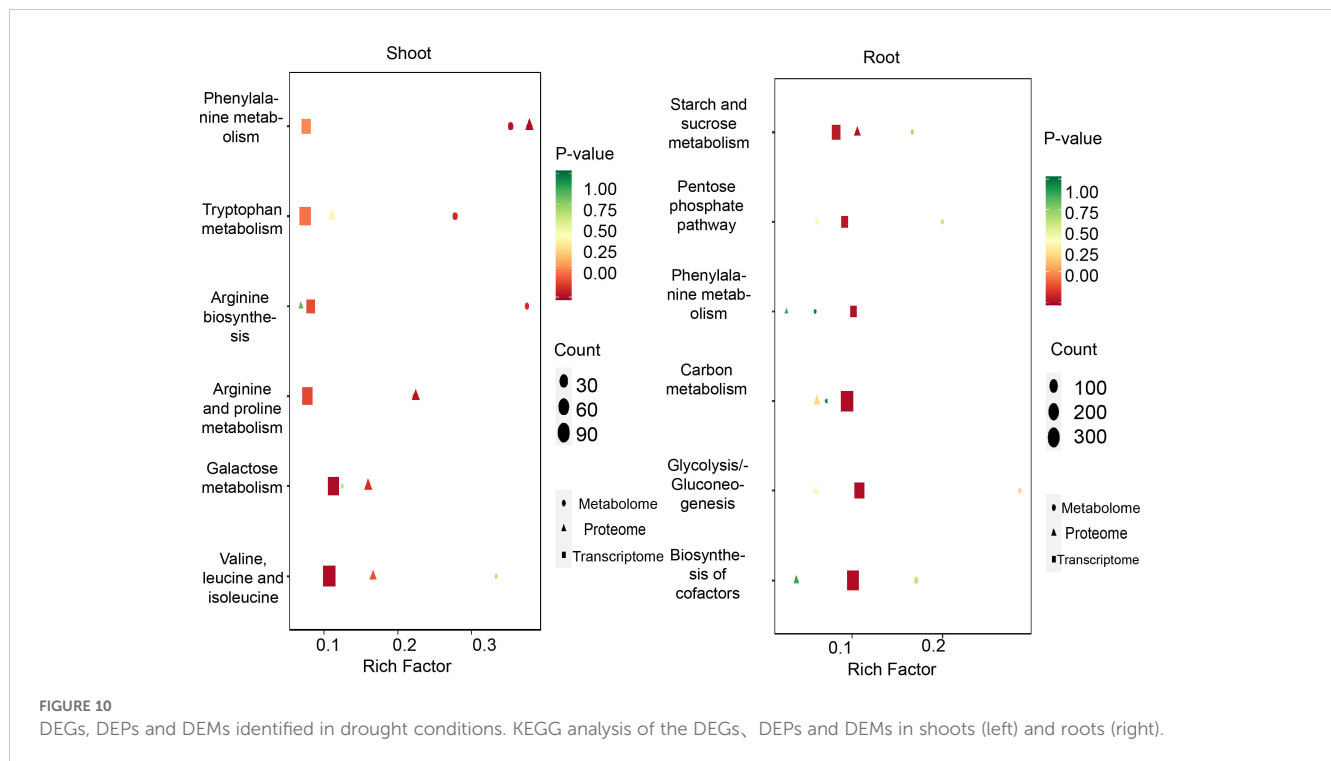 Shoot
Phenylala-
nine metab-
olism
Tryptophan
metabolism
Arginine
biosynthe-
sis
Arginine
and proline
metabolism
Galactose
metabolism
Valine,
leucine and
isoleucine
0.1 0.2 0.3
Rich Factor
P-value
1.00
0.75
0.50
0.25
0.00
Count
30
60
90
Metabolome
Proteome
Transcriptome
Root
Starch and
sucrose
metabolism
Pentose
phosphate
pathway
Phenylala-
nine metab-
olism
Carbon
metabolism
Glycolysis/-
Gluconeo-
genesis
Biosynthe-
sis of
cofactors
0.1 0.2
Rich Factor
P-value
1.00
0.75
0.50
0.25
0.00
Count
100
200
300
Metabolome
Proteome
Transcriptome
FIGURE 10
DEGs, DEPs and DEMs identified in drought conditions. KEGG analysis of the DEGs、DEPs and DEMs in shoots (left) and roots (right).